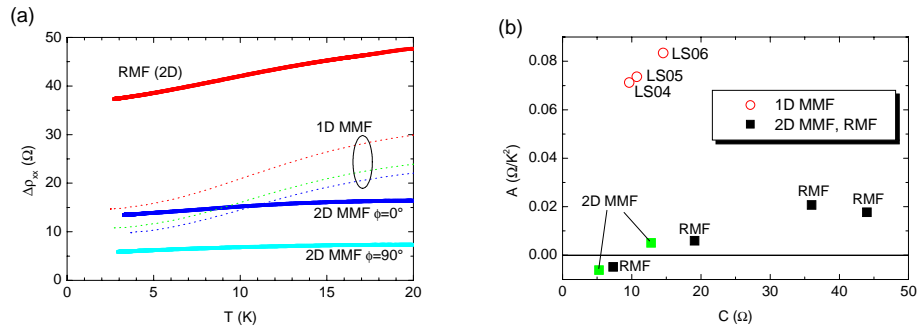 (a)
50
40
30
20
10
0
0
5
10
15
20
Δρxx (Ω)
T (K)
RMF (2D)
1D MMF
2D MMF ϕ=0°
2D MMF ϕ=90°
(b)
0.08
0.06
0.04
0.02
0.00
0
10
20
30
40
50
A (Ω/K²)
C (Ω)
LS06
LS05
LS04
1D MMF
2D MMF, RMF
2D MMF
RMF
RMF
RMF
RMF